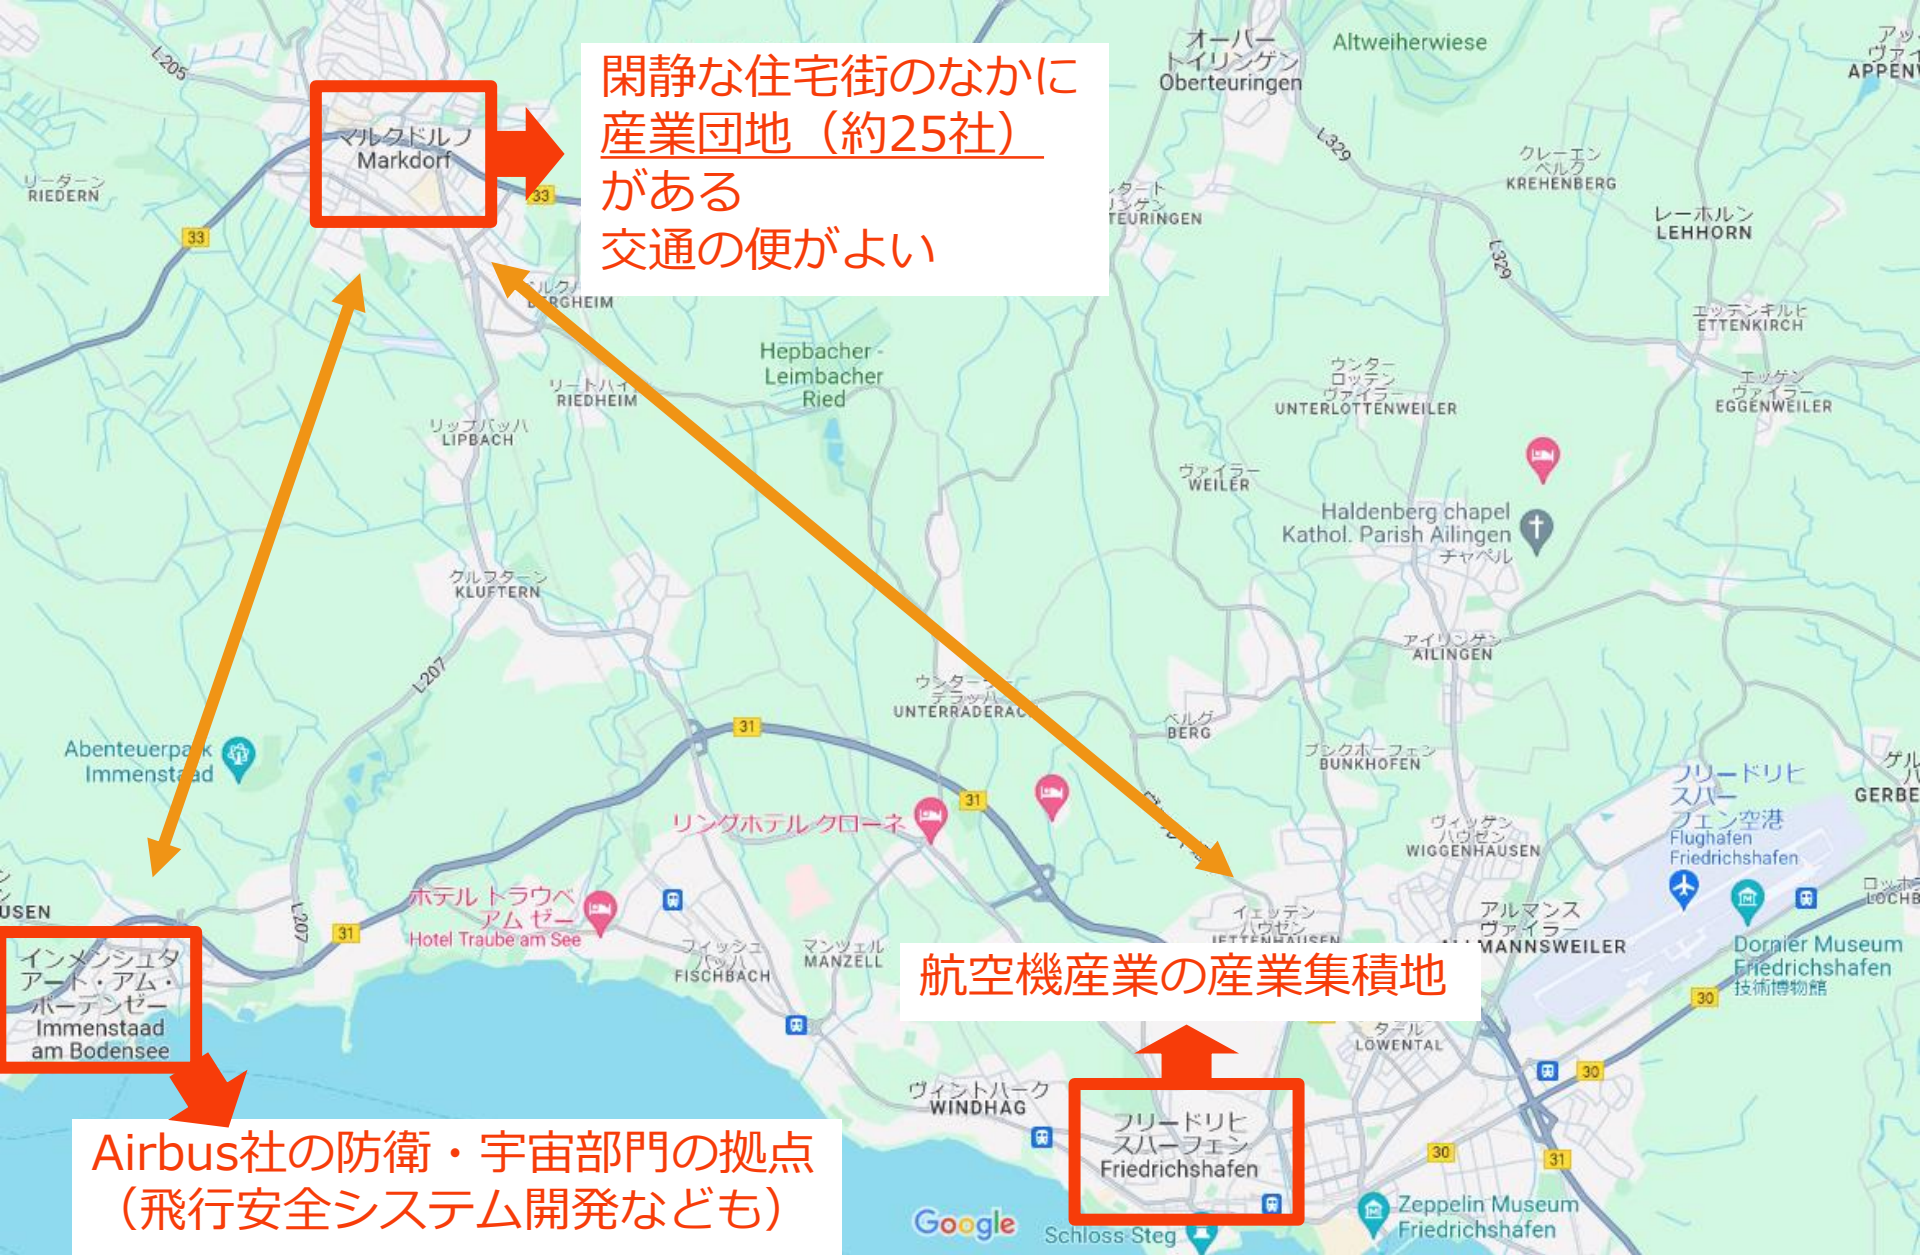 L205
オーバー
トイリンゲン
Oberteuringen
Altweiherwiese
APPENW
閑静な住宅街のなかに
産業団地（約25社）
がある
交通の便がよい
マルクドルフ
Markdorf
L329
リーダーン
RIEDERN
33
33
クレーエン
ベルク
KREHENBERG
レーホルン
LEHHORN
TEURINGEN
L329
BERGHEIM
エッテンキルヒ
ETTENKIRCH
Hepbacher -
Leimbacher
Ried
リートハイ
RIEDHEIM
ウンター
ロッテン
ヴァイラー
UNTERLOTTENWEILER
エッゲン
ヴァイラー
EGGENWEILER
リップバッハ
LIPBACH
ヴァイラー
WEILER
Haldenberg chapel
Kathol. Parish Ailingen
チャペル
クルフターン
KLUFTERN
アイリンゲン
AILINGEN
L207
UNTERRADERAC
ベルグ
BERG
31
ブンクホーフェン
BUNKHOFEN
Abenteuerpark
Immenstaad
フリードリヒ
スハー
フェン空港
Flughafen
Friedrichshafen
GERBE
31
リングホテル クローネ
ヴィッゲン
ハウゼン
WIGGENHAUSEN
ホテル トラウベ
アム ゼー
Hotel Traube am See
USEN
L207
31
イェッテン
ハウゼン
JETTENHAUSEN
アルマンス
ヴァイラー
ALLMANNSWEILER
LOCHB
フィッシュ
バッハ
FISCHBACH
マンツェル
MANZELL
Dornier Museum
Friedrichshafen
技術博物館
インメンシュタ
アート・アム・
ボーデンゼー
Immenstaad
am Bodensee
航空機産業の産業集積地
30
タール
LÖWENTAL
30
ヴィントハーク
WINDHAG
フリードリヒ
スハーフェン
Friedrichshafen
30
31
Airbus社の防衛・宇宙部門の拠点
（飛行安全システム開発なども）
Google
Schloss Steg
Zeppelin Museum
Friedrichshafen